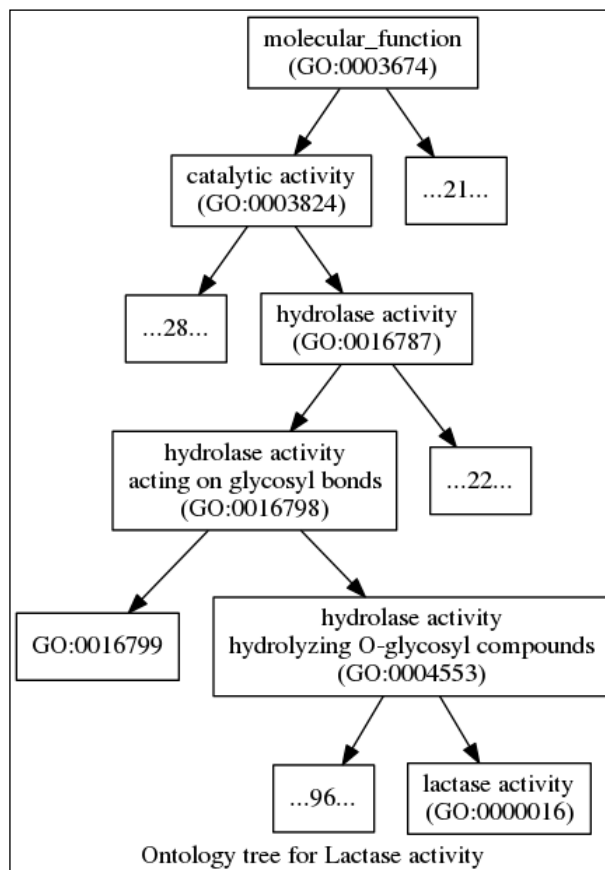 molecular_function
(GO:0003674)
catalytic activity
(GO:0003824)
...21...
...28...
hydrolase activity
(GO:0016787)
hydrolase activity
acting on glycosyl bonds
(GO:0016798)
...22...
GO:0016799
hydrolase activity
hydrolyzing O-glycosyl compounds
(GO:0004553)
...96...
lactase activity
(GO:0000016)
Ontology tree for Lactase activity